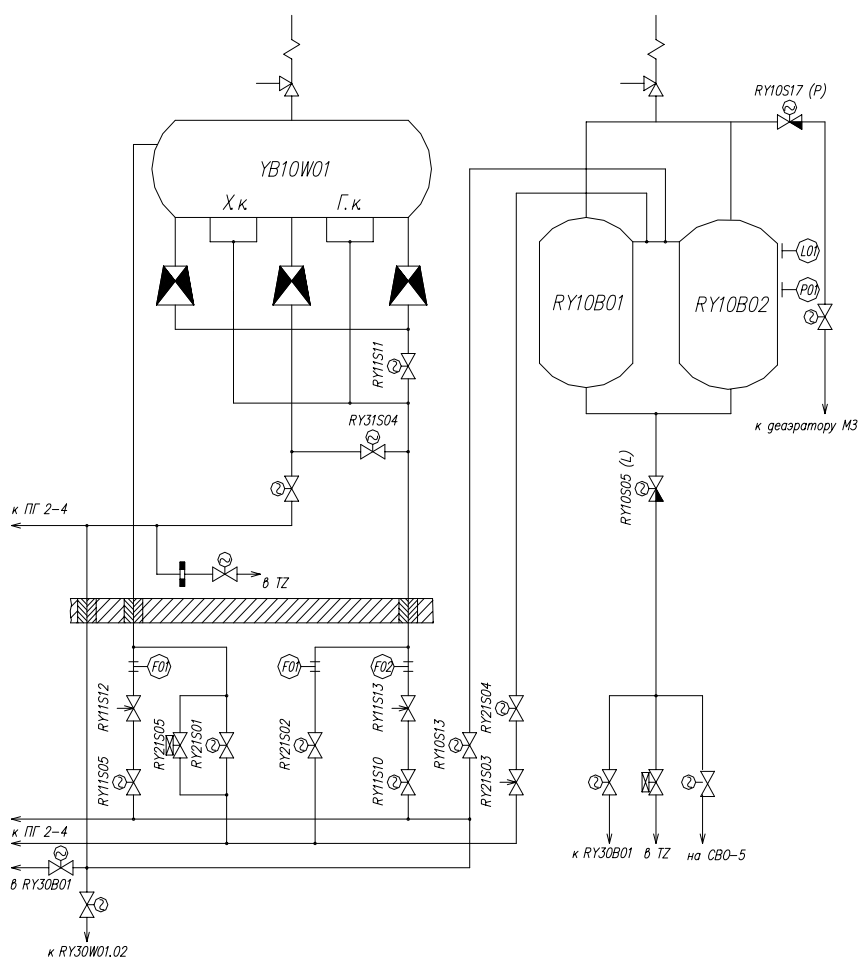 RY10S17 (P)
YB10W01
Х.к.
Г.к.
L01
P01
RY10B01
RY10B02
RY11S11
к деаэратору М3
RY31S04
RY10S05 (L)
к ПГ 2-4
в TZ
F01
F01
F02
RY11S12
RY21S05
RY21S01
RY21S02
RY11S13
RY10S13
RY21S04
RY11S05
RY11S10
RY21S03
к ПГ 2-4
к RY30B01
в TZ
на СВО-5
в RY30B01
к RY30W01,02